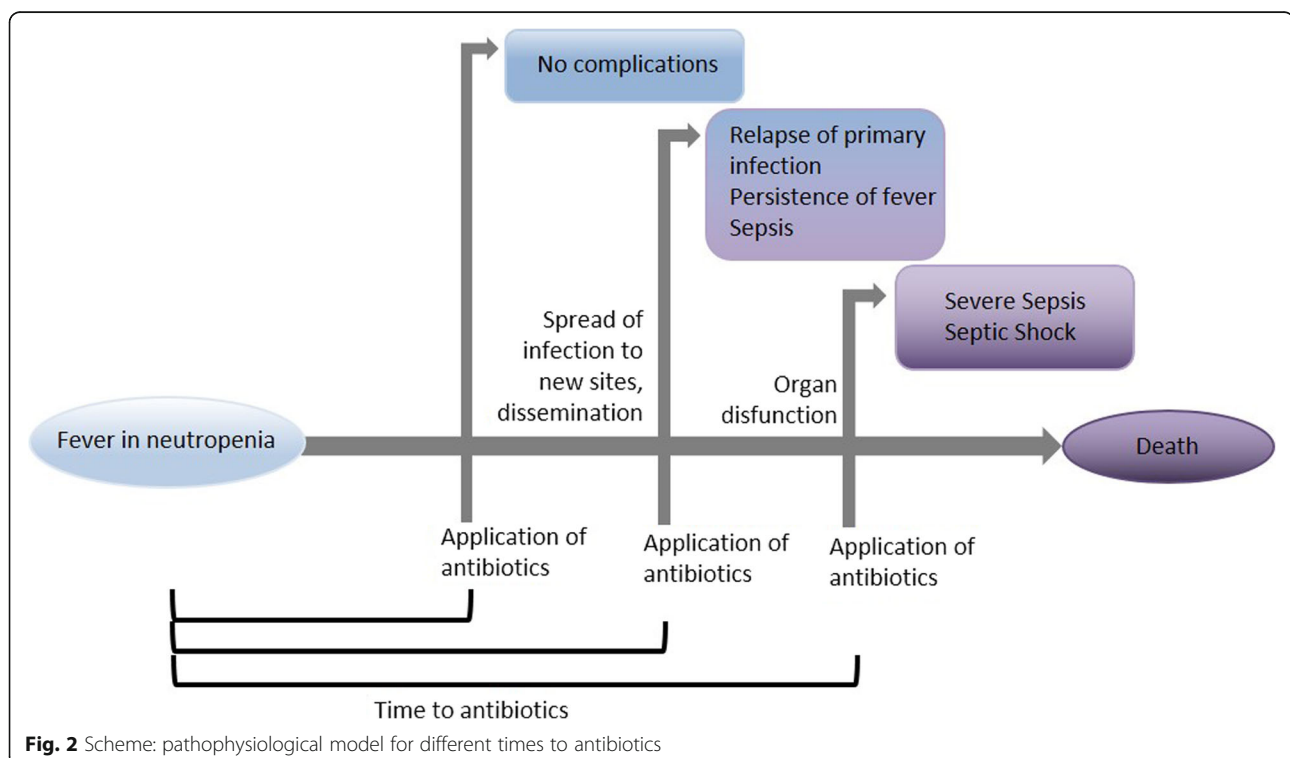 No complications
Relapse of primary
infection
Persistence of fever
Sepsis
Severe Sepsis
Septic Shock
Spread of
infection to
new sites,
dissemination
Organ
disfunction
Fever in neutropenia
Death
Application of
antibiotics
Application of
antibiotics
Application of
antibiotics
Time to antibiotics
Fig. 2 Scheme: pathophysiological model for different times to antibiotics